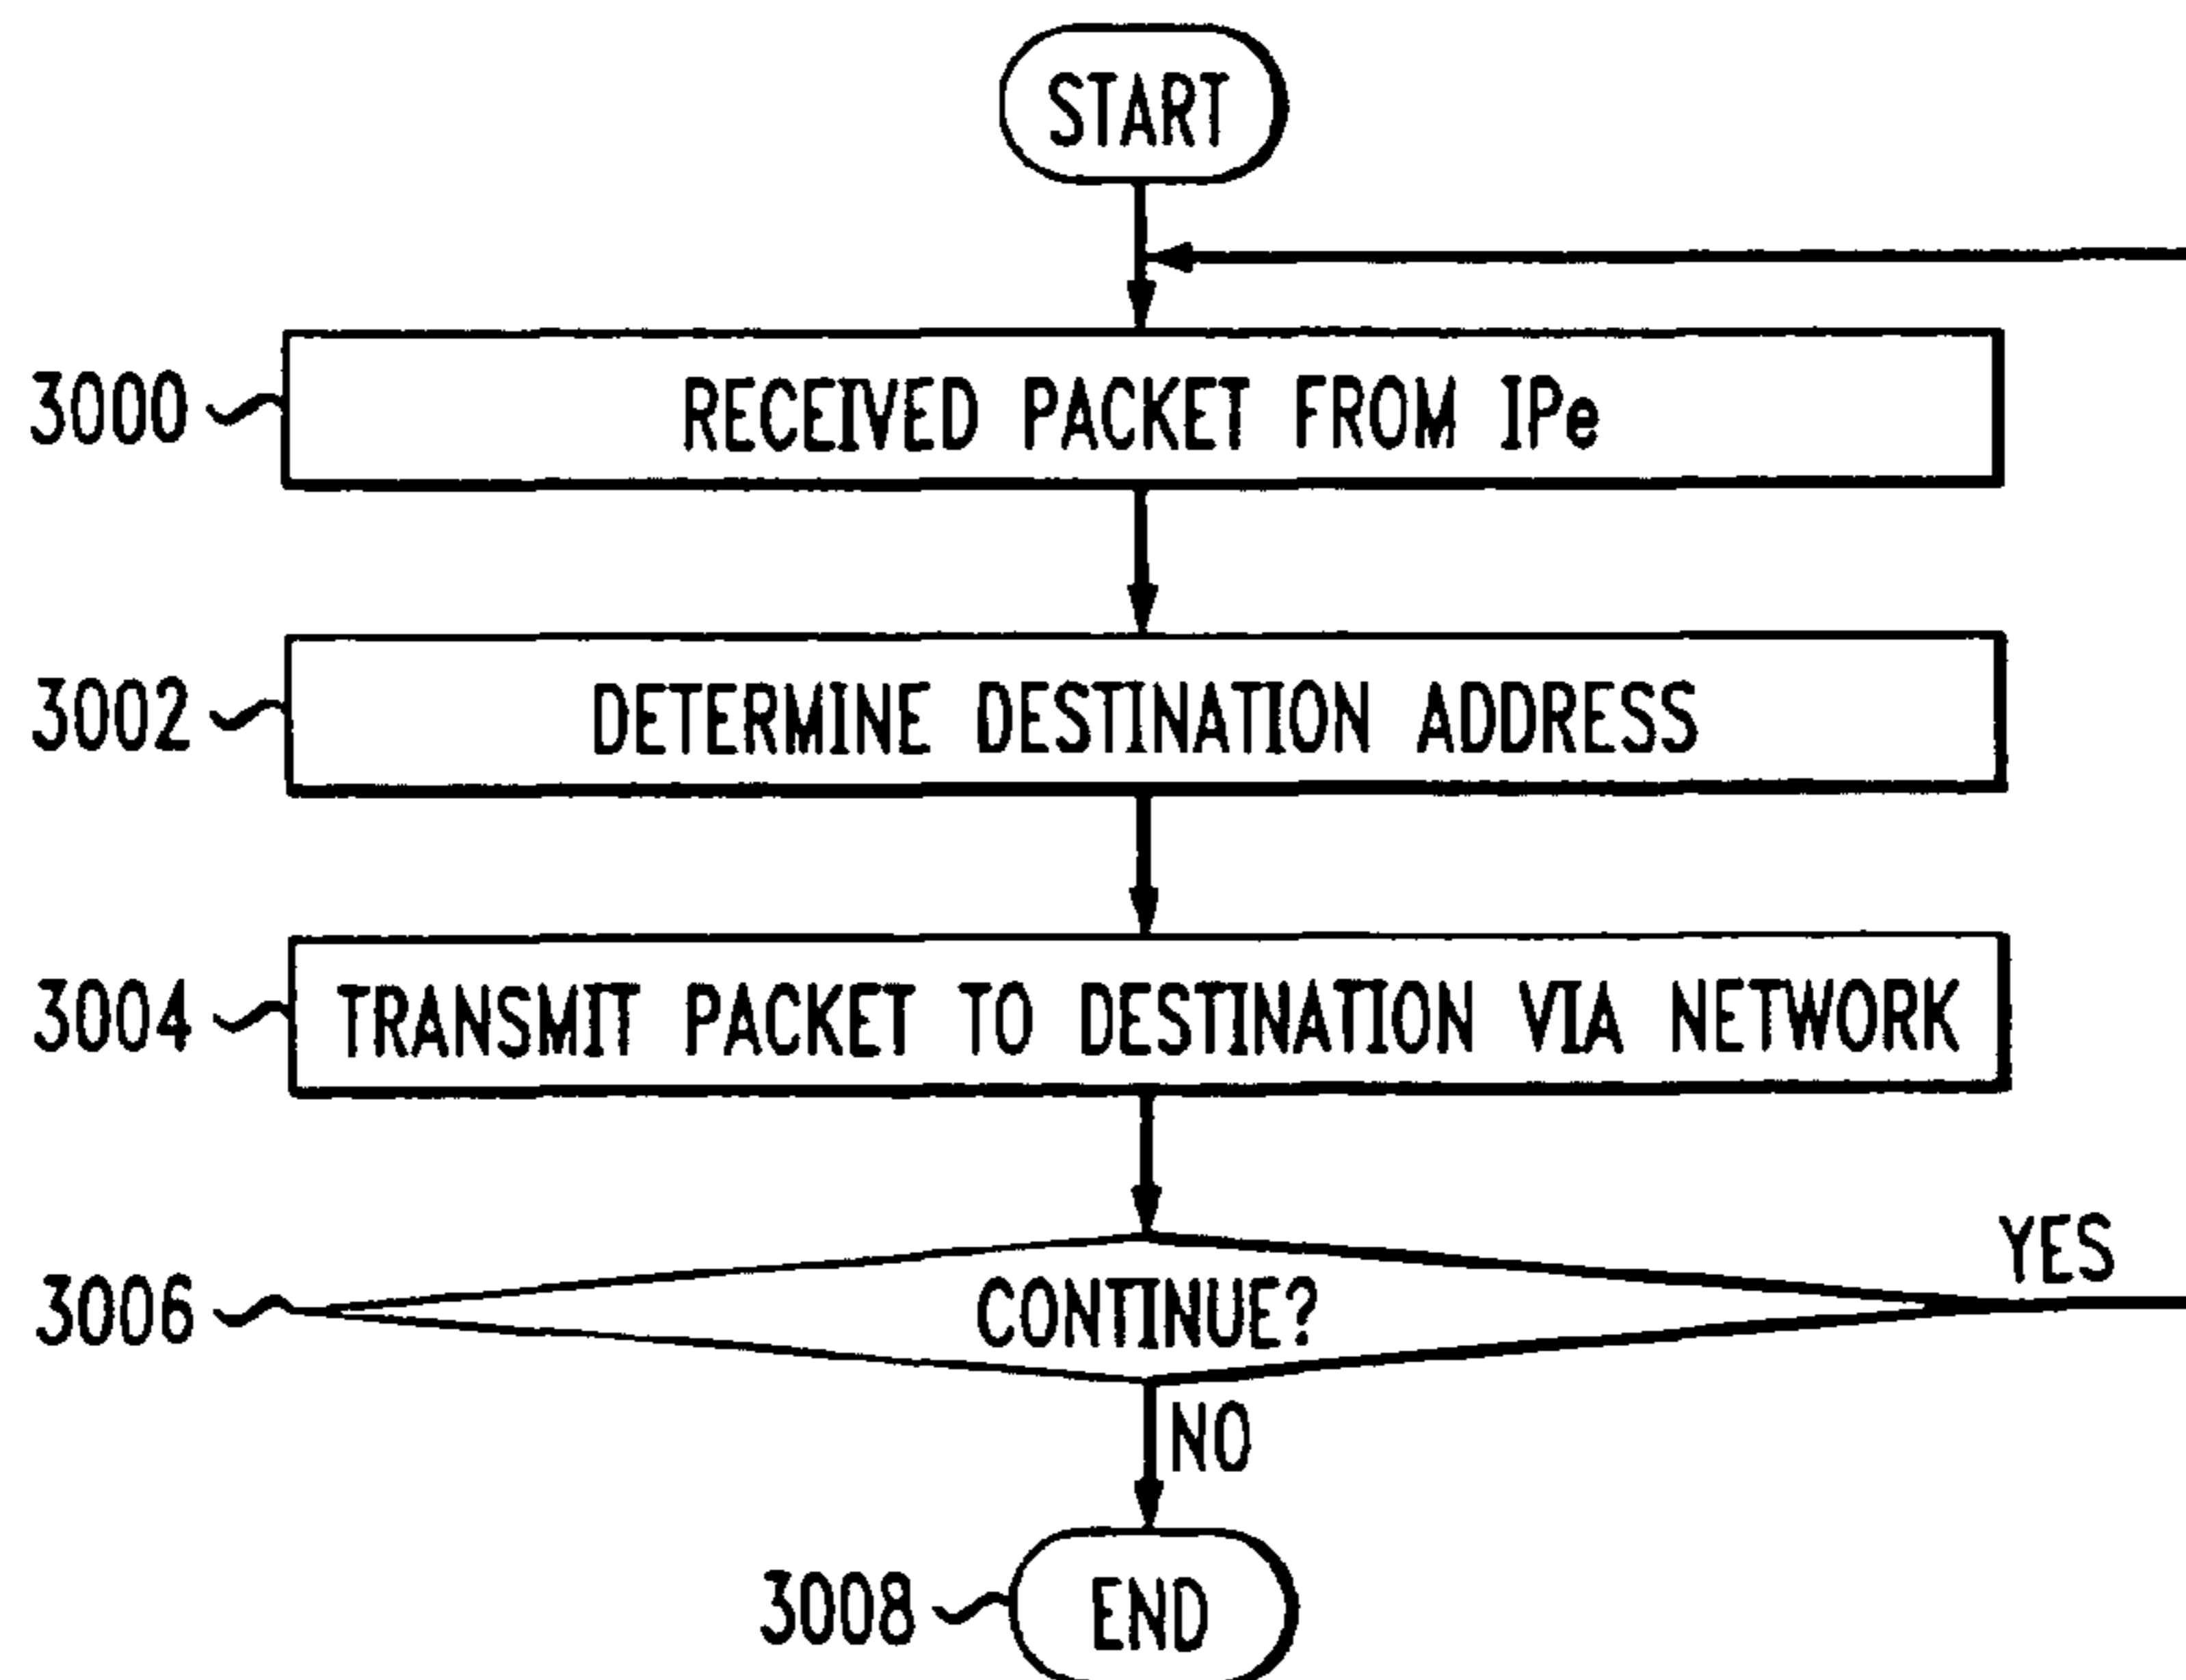 START
3000
RECEIVED PACKET FROM IPe
3002
DETERMINE DESTINATION ADDRESS
3004
TRANSMIT PACKET TO DESTINATION VIA NETWORK
YES
3006
CONTINUE?
NO
3008
END